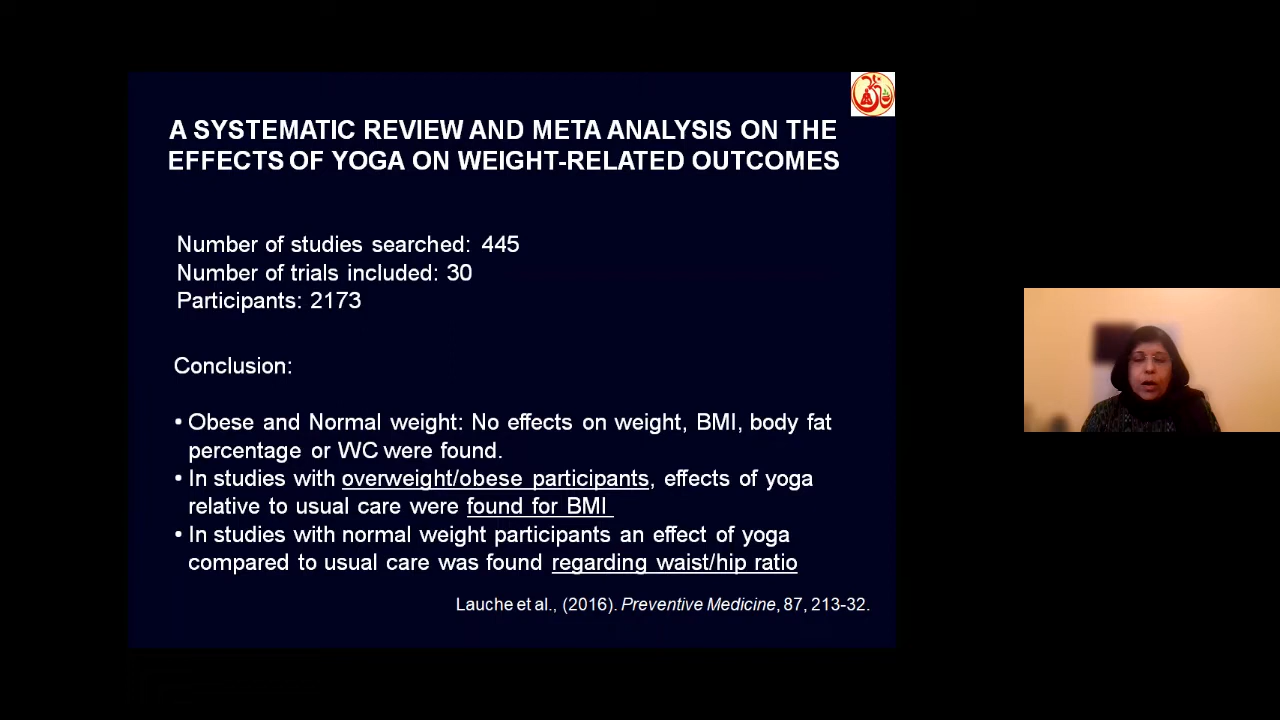 A SYSTEMATIC REVIEW AND META ANALYSIS ON THE
EFFECTS OF YOGA ON WEIGHT-RELATED OUTCOMES
Number of studies searched: 445
Number of trials included: 30
Participants: 2173
Conclusion:
• Obese and Normal weight: No effects on weight, BMI, body fat
percentage or WC were found.
• In studies with overweight/obese participants, effects of yoga
relative to usual care were found for BMI
• In studies with normal weight participants an effect of yoga
compared to usual care was found regarding waist/hip ratio
Lauche et al., (2016). Preventive Medicine, 87, 213-32.